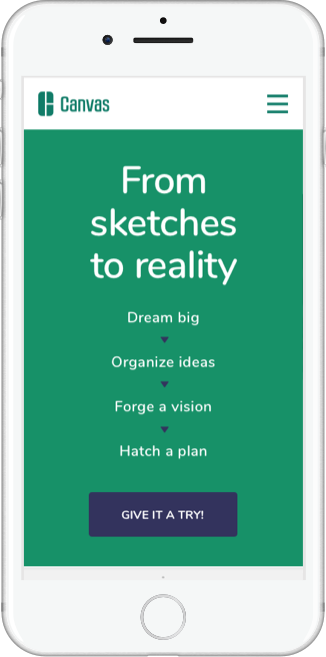 Canvas
From
sketches
to reality
Dream big
Organize ideas
Forge a vision
Hatch a plan
GIVE IT A TRY!